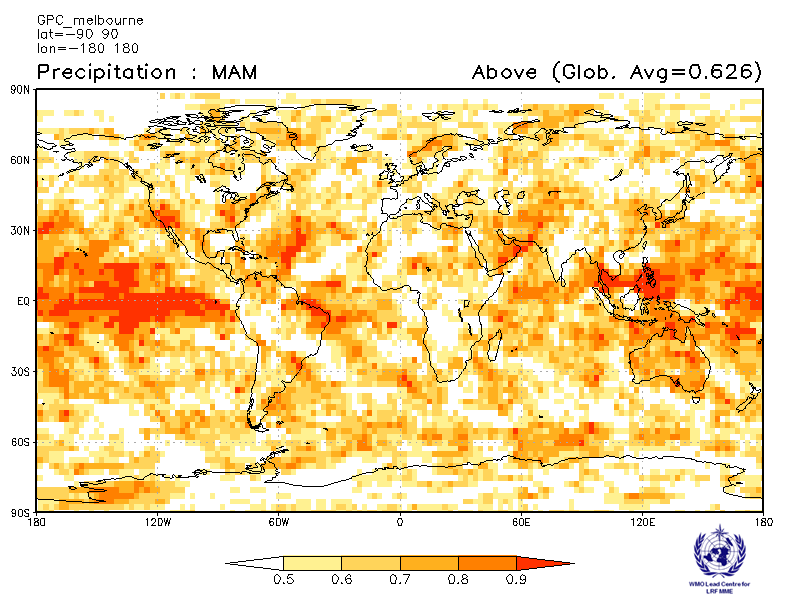 GPC_melbourne
lat=-90 90
lon=-180 180
Precipitation : MAM
Above (Glob. Avg=0.626)
90N
60N
30N
EQ
30S
60S
90S
180 120W 60W 0 60E 120E 180
0.5 0.6 0.7 0.8 0.9
WMO Lead Centre for
LRF MME